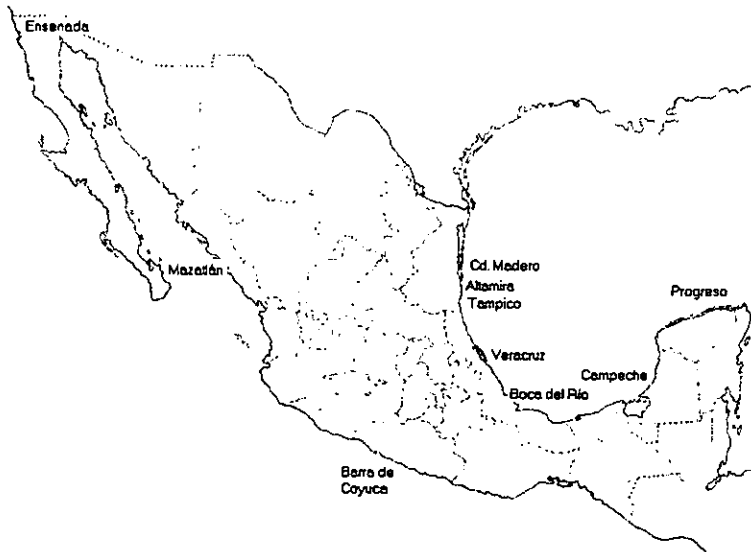 Ensenada
Mazatlán
Cd. Madero
Altamira
Tampico
Progreso
Veracruz
Campeche
Boca del Río
Barra de
Coyuca